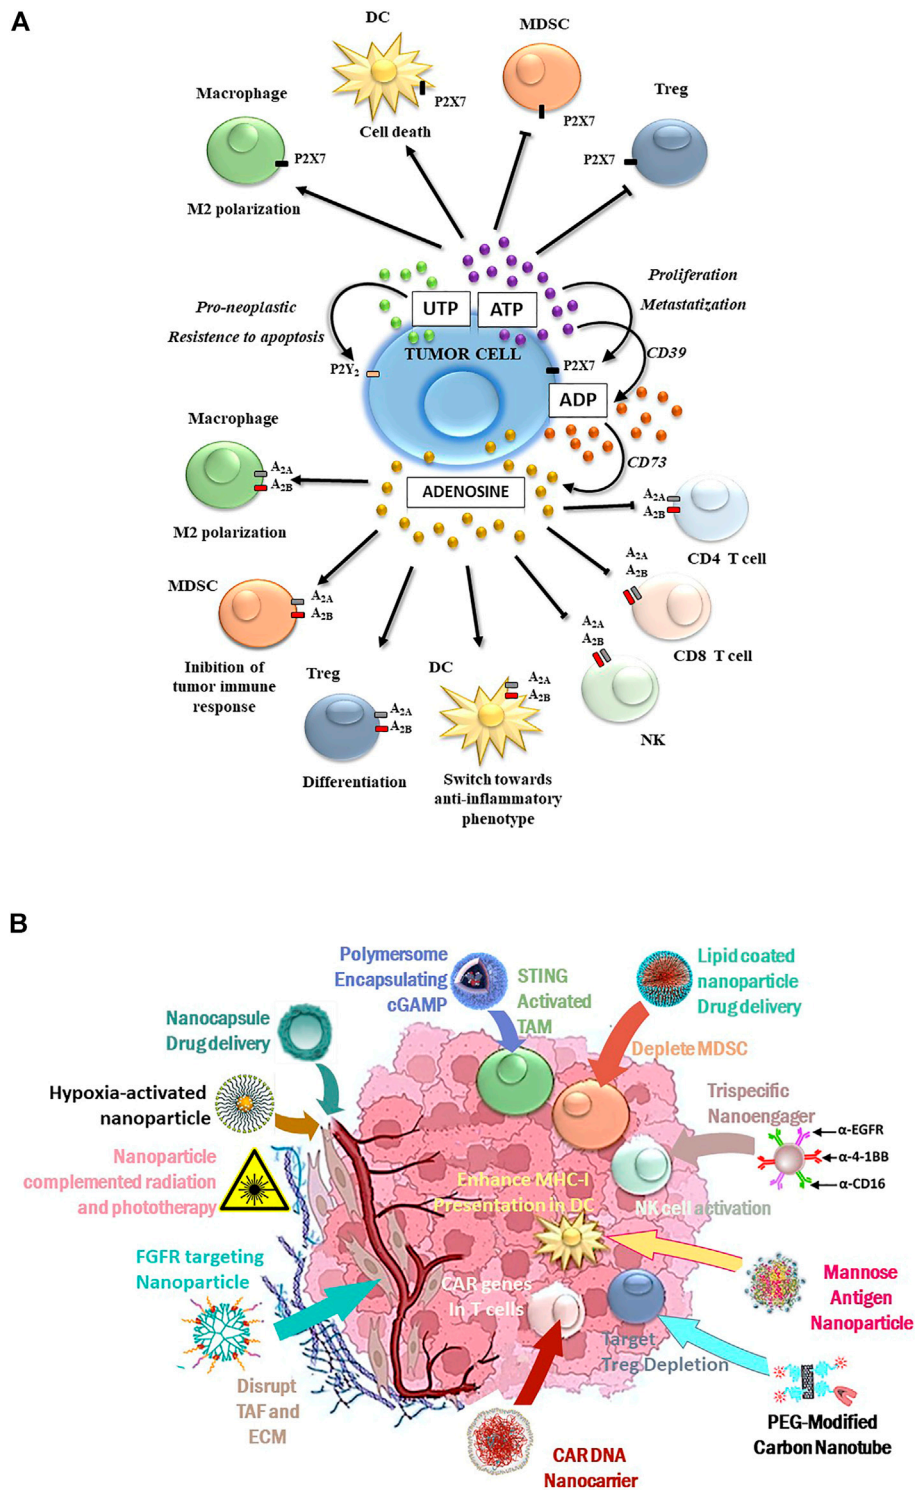 A
DC
MDSC
Macrophage
Treg
P2X7
Cell death
P2X7
P2X7
P2X7
M2 polarization
Proliferation
Metastatization
Pro-neoplastic
Resistence to apoptosis
UTP
ATP
TUMOR CELL
CD39
P2Y2
P2X7
ADP
Macrophage
CD73
A2A
A2B
ADENOSINE
A2A
A2B
M2 polarization
CD4 T cell
A2A
A2B
MDSC
A2A
A2B
A2A
A2B
CD8 T cell
Inibition of
tumor immune
response
Treg
DC
A2A
A2B
A2A
A2B
NK
Differentiation
Switch towards
anti-inflammatory
phenotype
B
Polymersome
Encapsulating
cGAMP
STING
Activated
TAM
Lipid coated
nanoparticle
Drug delivery
Nanocapsule
Drug delivery
Deplete MDSC
Hypoxia-activated
nanoparticle
Trispecific
Nanoengager
α-EGFR
α-4-1BB
α-CD16
Nanoparticle
complemented radiation
and phototherapy
Enhance MHC-I
Presentation in DC
NK cell activation
FGFR targeting
Nanoparticle
CAR genes
In T cells
Mannose
Antigen
Nanoparticle
Target
Treg Depletion
Disrupt
TAF and
ECM
PEG-Modified
Carbon Nanotube
CAR DNA
Nanocarrier